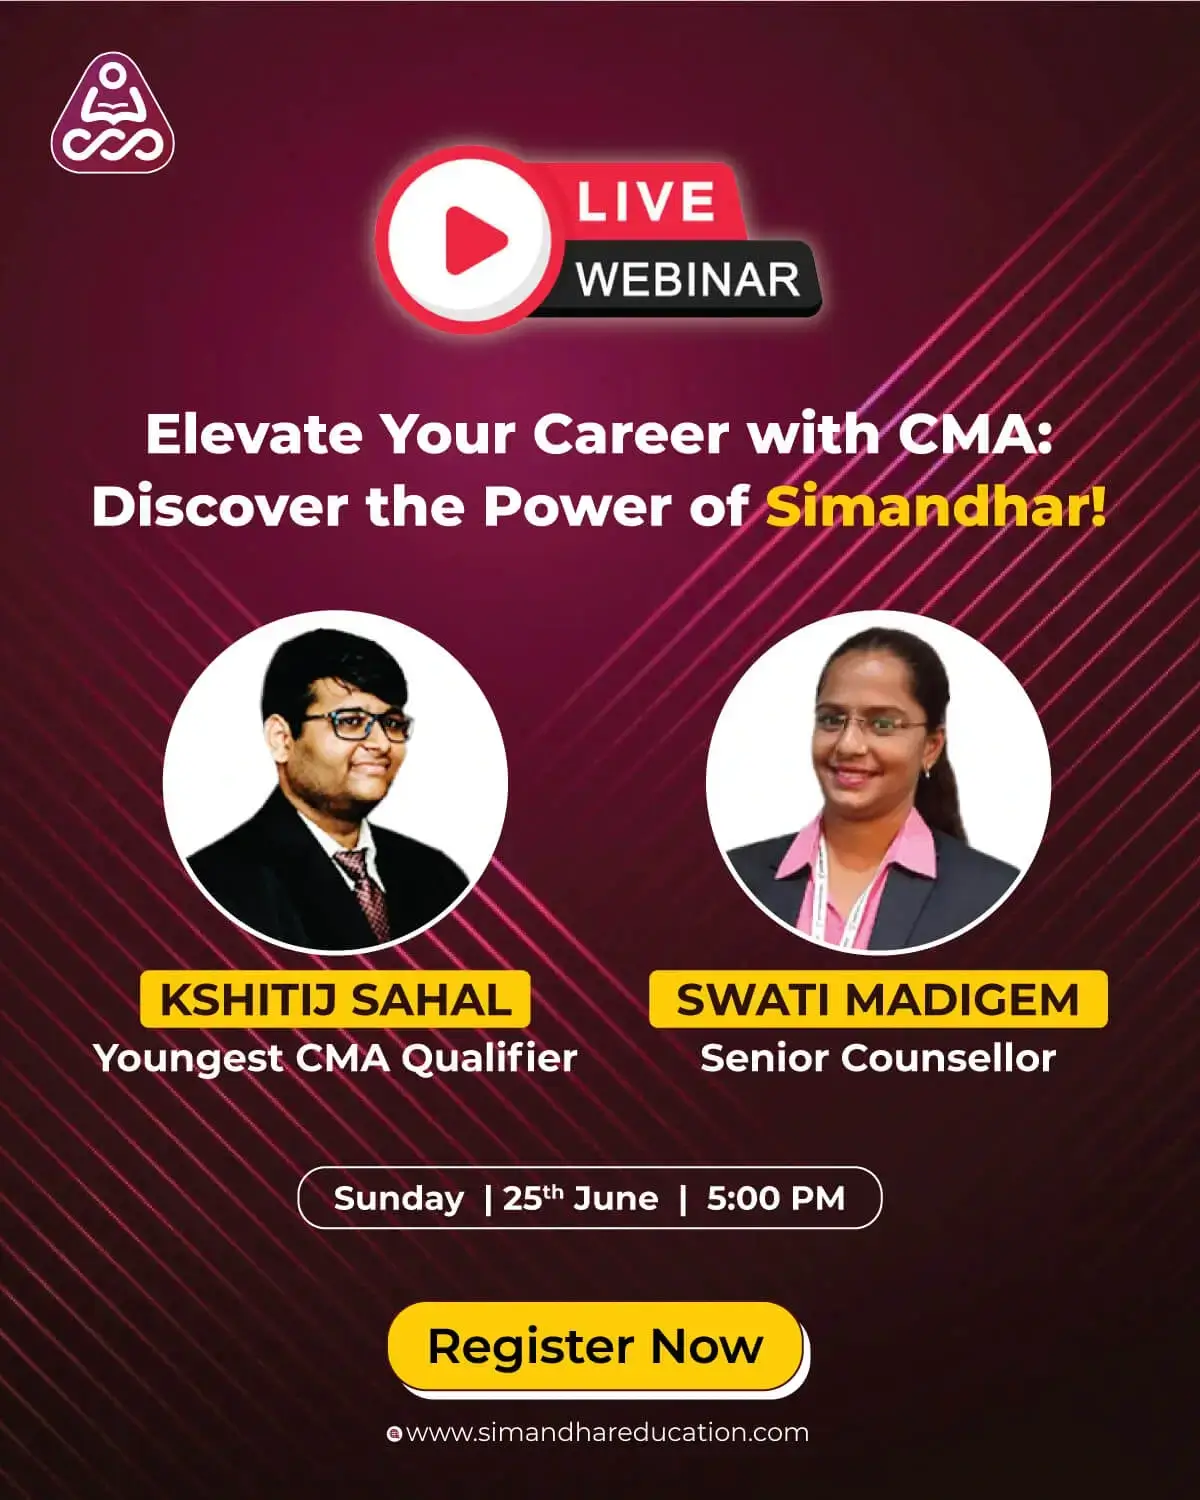 LIVE
WEBINAR
Elevate Your Career with CMA:
Discover the Power of Simandhar!
KSHITIJ SAHAL
Youngest CMA Qualifier
SWATI MADIGEM
Senior Counsellor
Sunday | 25th June | 5:00 PM
Register Now
www.simandhareducation.com